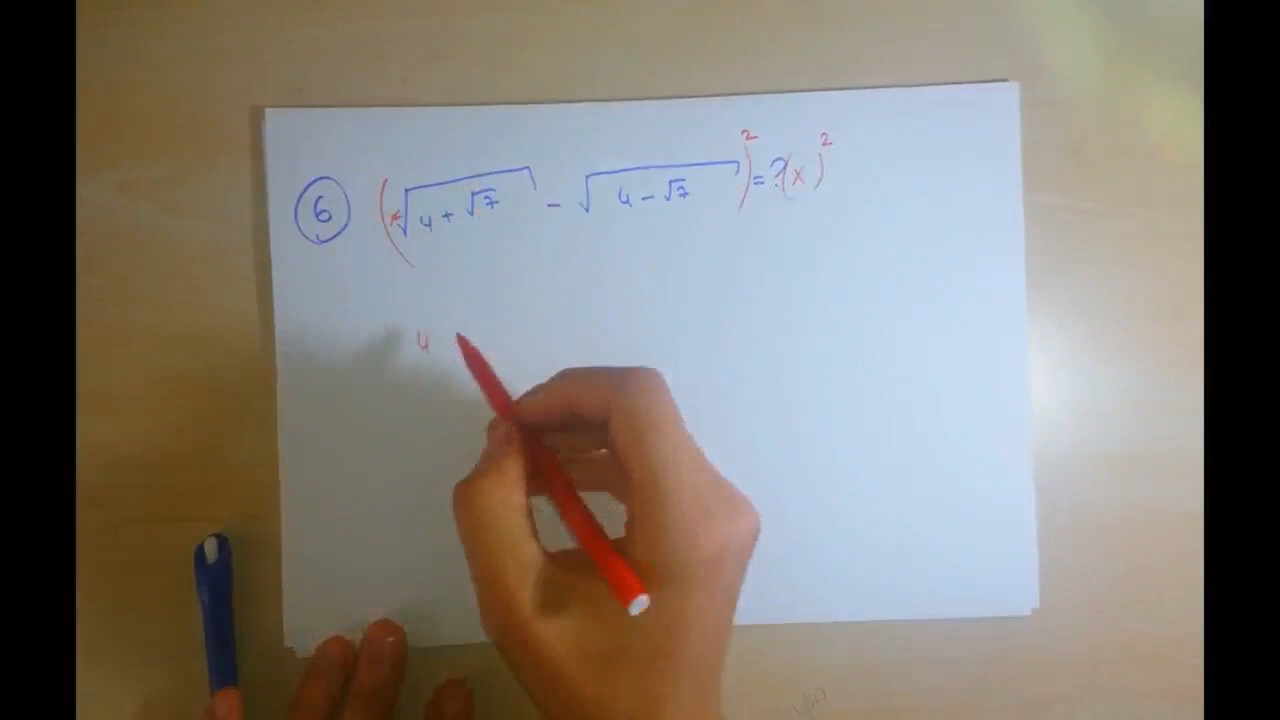 6 (√(4 + √7) - √(4 - √7))² = ? (x)²
4